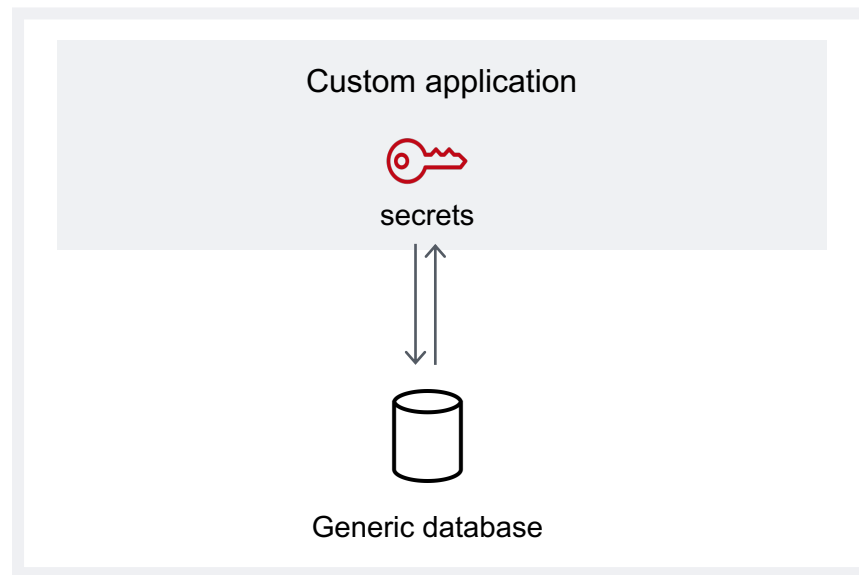 Custom application
secrets
Generic database